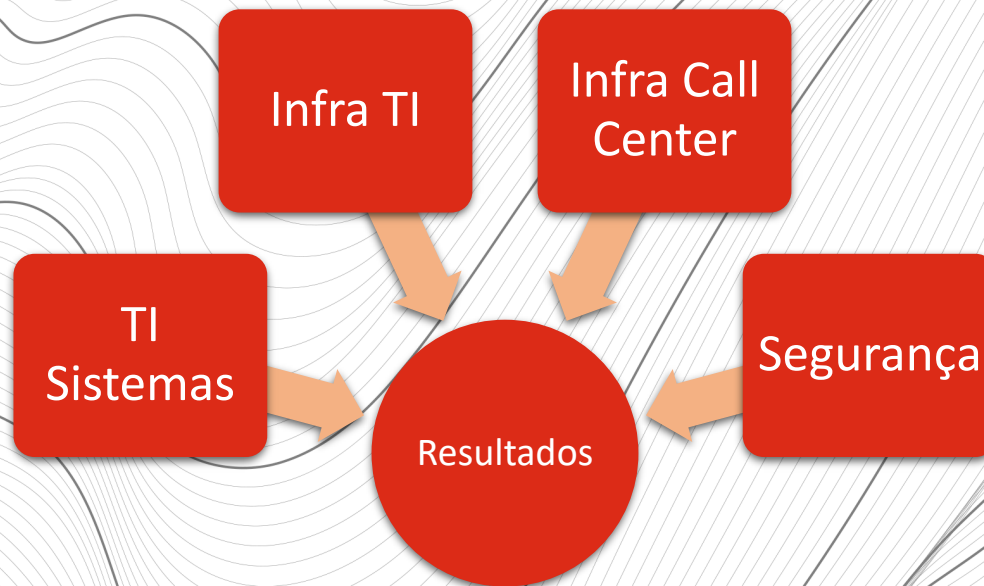 Infra TI
Infra Call
Center
TI
Sistemas
Segurança
Resultados